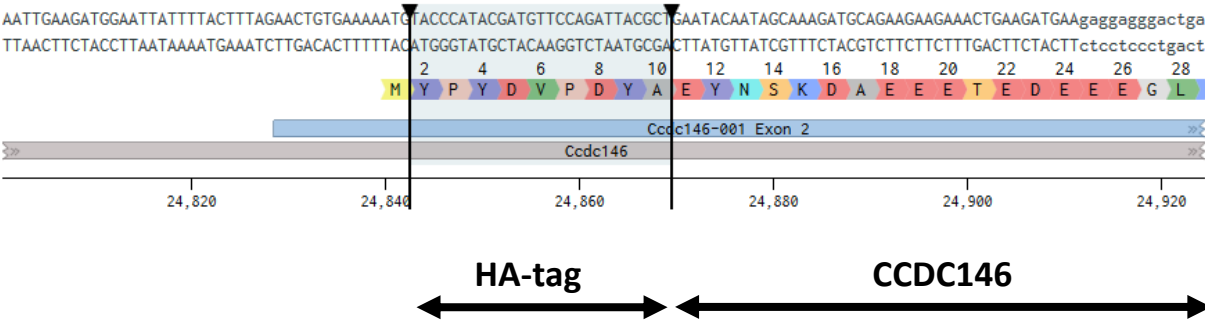 AATTGAAGATGGAATTATTTTACTTTAGAACTGTGAAAAATGTACCCATACGATGTTCCAGATTACGCTGAATACAATAGCAAAGATGCAGAAGAAGAAACTGAAGATGAAgaggagggactga
TTAACTTCTACCTTAATAAAATGAAATCTTGACACTTTTTACATGGGTATGCTACAAGGTCTAATGCGACTTATGTTATCGTTTCTACGTCTTCTTCTTTGACTTCTACTTctcctccctgact
2 4 6 8 10 12 14 16 18 20 22 24 26 28
M Y P Y D V P D Y A E Y N S K D A E E E T E D E E E G L
Ccdc146-001 Exon 2
Ccdc146
24,820 24,840 24,860 24,880 24,900 24,920
HA-tag CCDC146